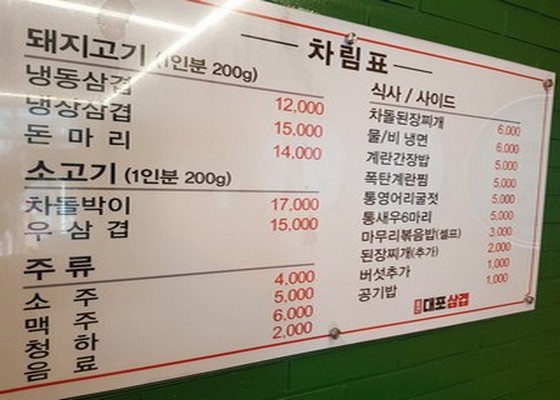 차림표
돼지고기 (1인분 200g)
냉동삼겹 12,000
냉장삼겹 15,000
돈마리 14,000
소고기 (1인분 200g)
차돌박이 17,000
우삼겹 15,000
주류
소주 4,000
맥주 5,000
청하 6,000
음료 2,000
식사 / 사이드
차돌된장찌개 6,000
물/비 냉면 6,000
계란간장밥 5,000
폭탄계란찜 5,000
통영어리굴젓 5,000
통새우6마리 5,000
마무리볶음밥(셀프) 3,000
된장찌개(추가) 2,000
버섯추가 1,000
공기밥 1,000
대포삼겹